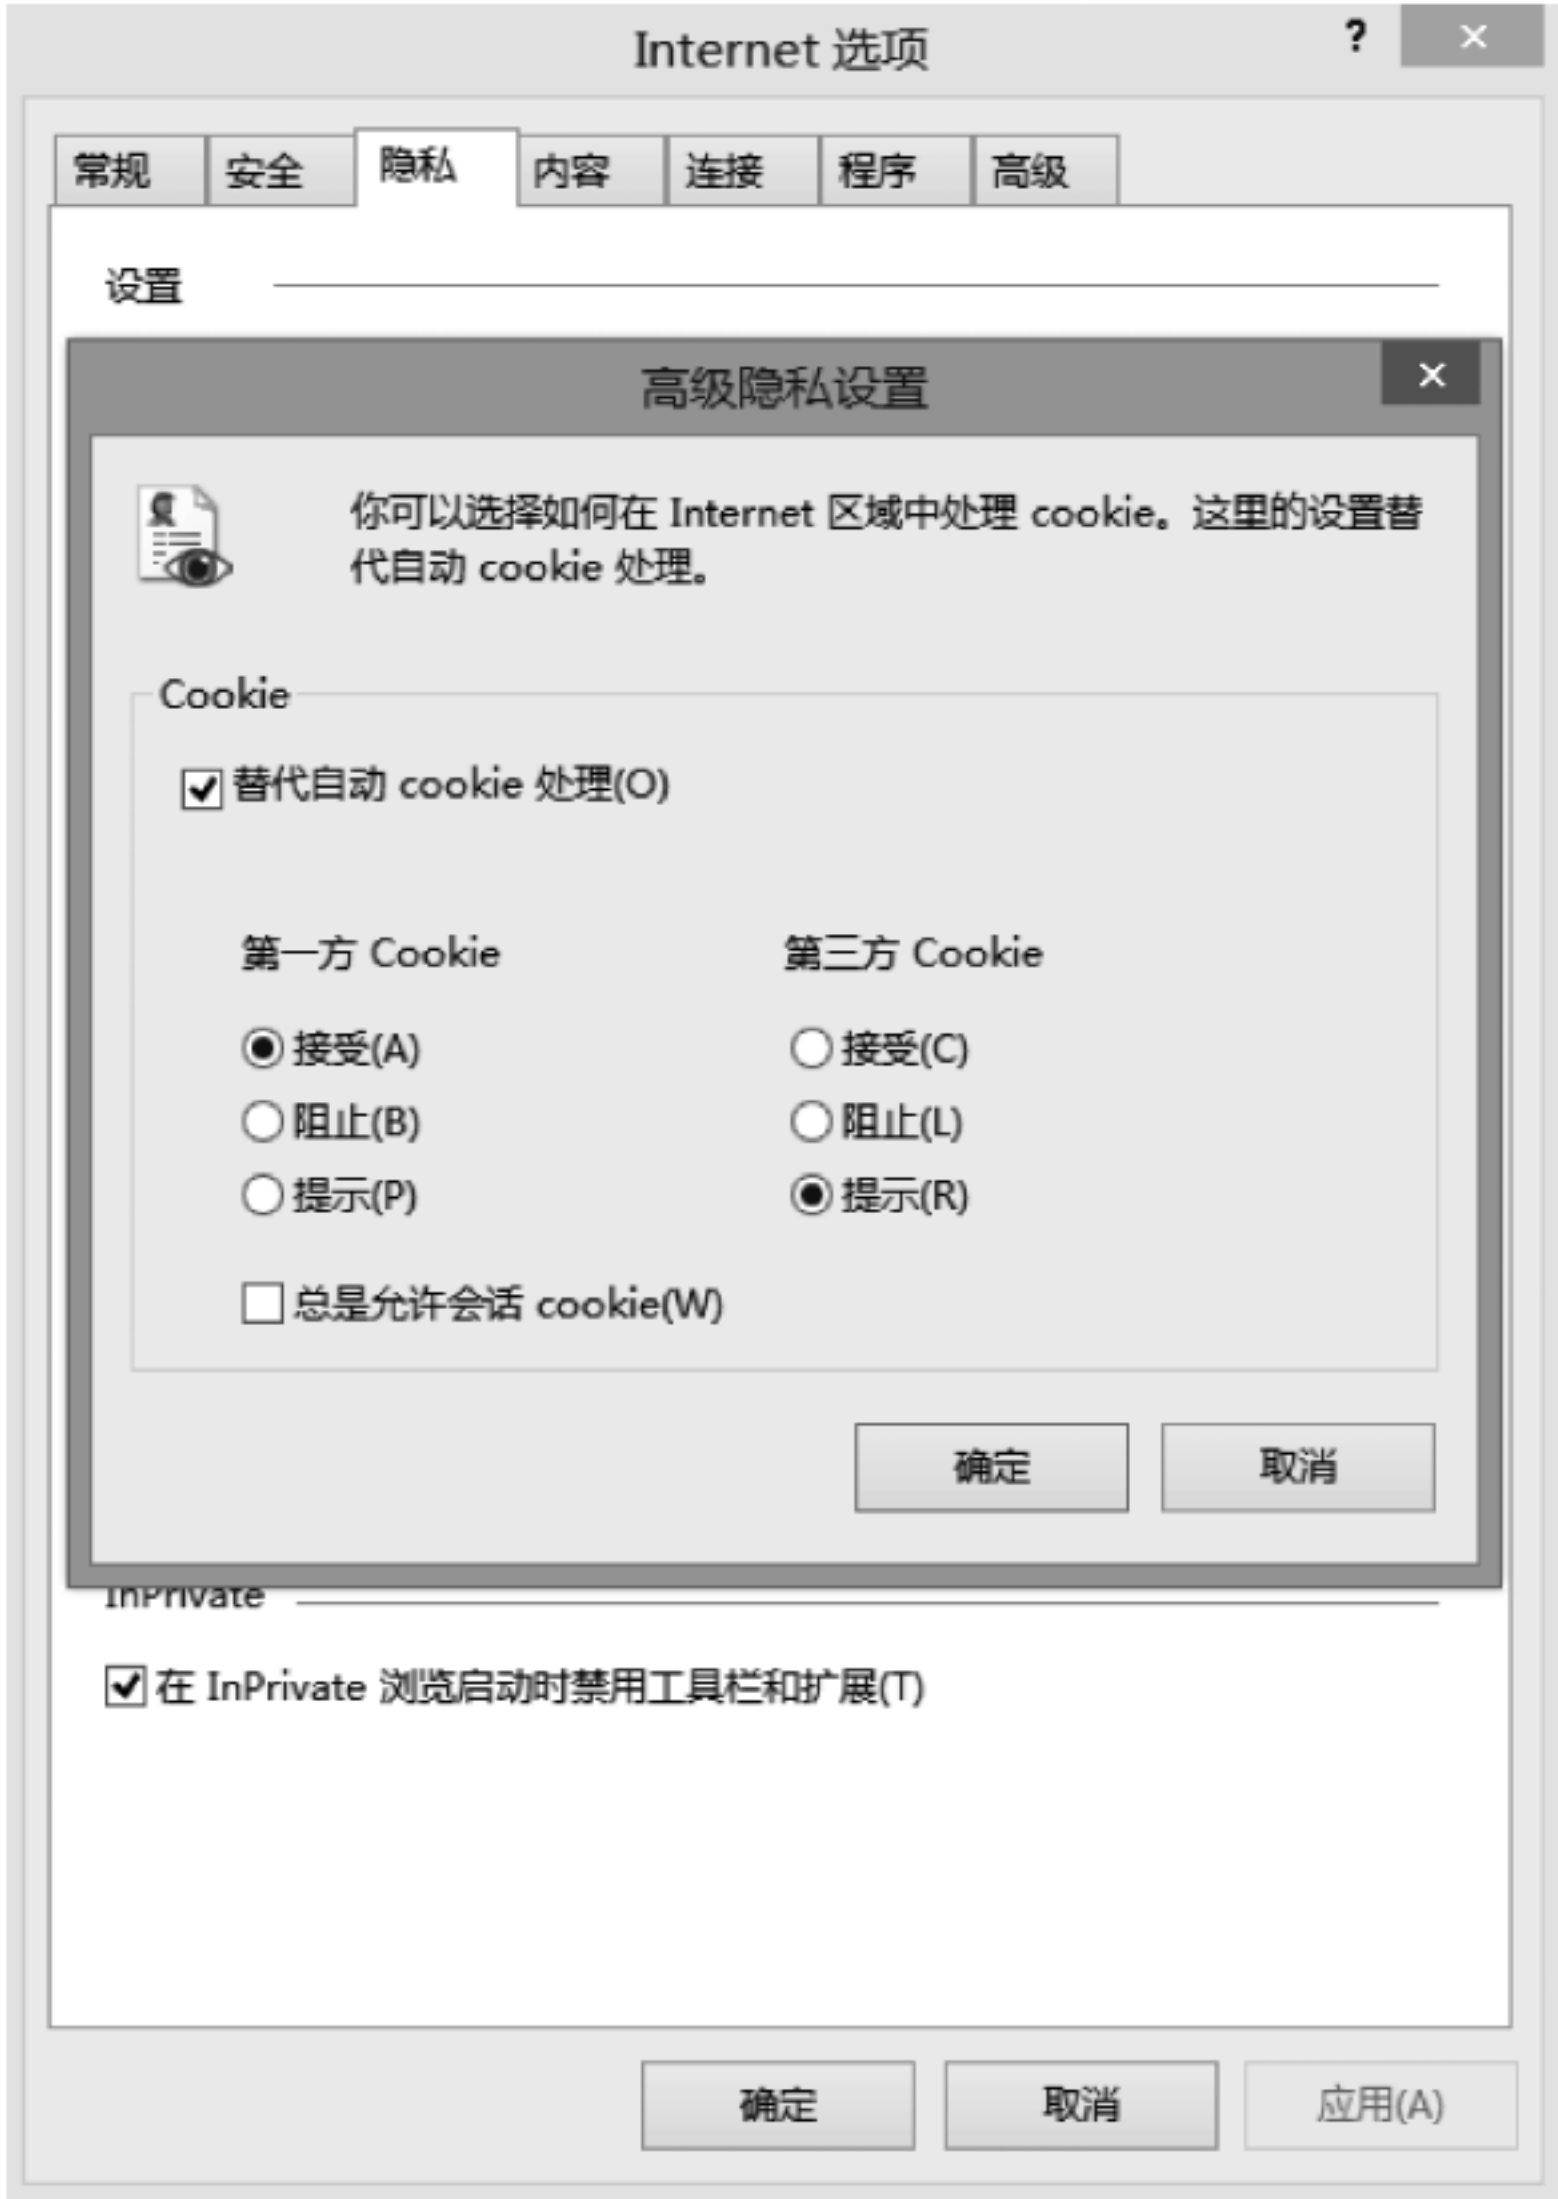 Internet 选项
?
常规 安全 隐私 内容 连接 程序 高级
设置
高级隐私设置
你可以选择如何在 Internet 区域中处理 cookie。这里的设置替
代自动 cookie 处理。
Cookie
替代自动 cookie 处理(O)
第一方 Cookie 第三方 Cookie
接受(A) 接受(C)
阻止(B) 阻止(L)
提示(P) 提示(R)
总是允许会话 cookie(W)
确定 取消
InPrivate
在 InPrivate 浏览启动时禁用工具栏和扩展(T)
确定 取消 应用(A)